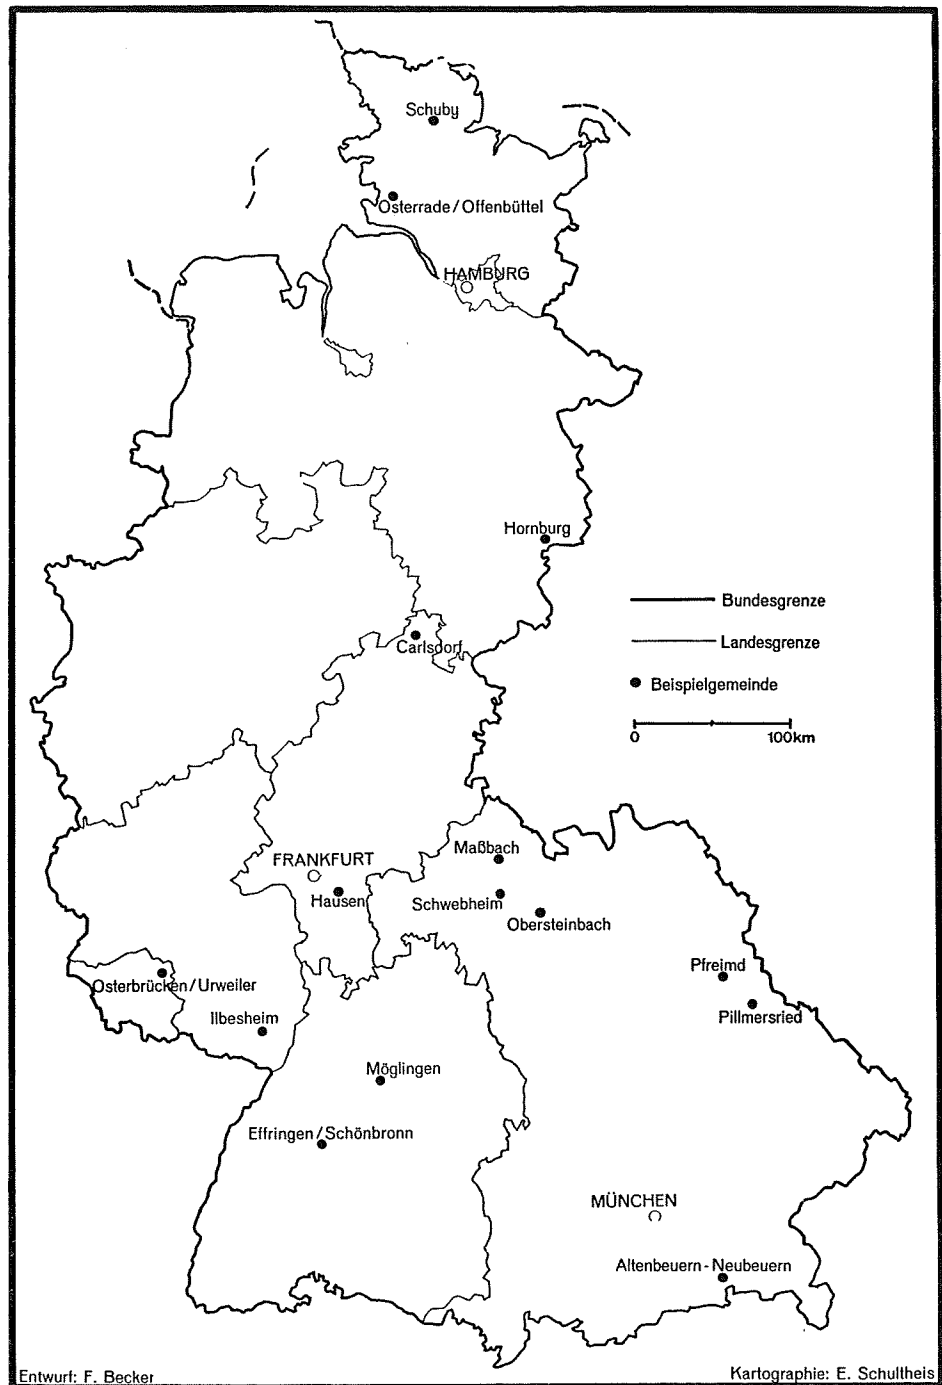 Schuby
Osterrade / Offenbüttel
HAMBURG
Hornburg
Bundesgrenze
Carlsdorf
Landesgrenze
Beispielgemeinde
0 100km
Maßbach
FRANKFURT
Hausen
Schwebheim
Obersteinbach
Pfreimd
Osterbrücken / Urweiler
Pillmersried
Ilbesheim
Möglingen
Effringen / Schönbronn
MÜNCHEN
Altenbeuern - Neubeuern
Entwurf: F. Becker
Kartographie: E. Schultheis